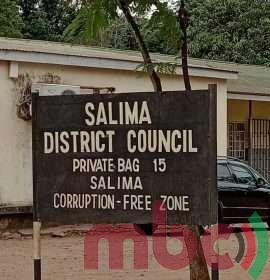 SALIMA
DISTRICT COUNCIL
PRIVATE BAG 15
SALIMA
CORRUPTION-FREE ZONE
mbc